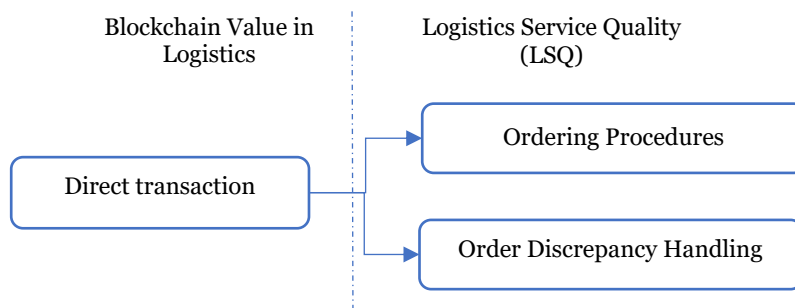 Blockchain Value in
Logistics
Logistics Service Quality
(LSQ)
Ordering Procedures
Direct transaction
Order Discrepancy Handling